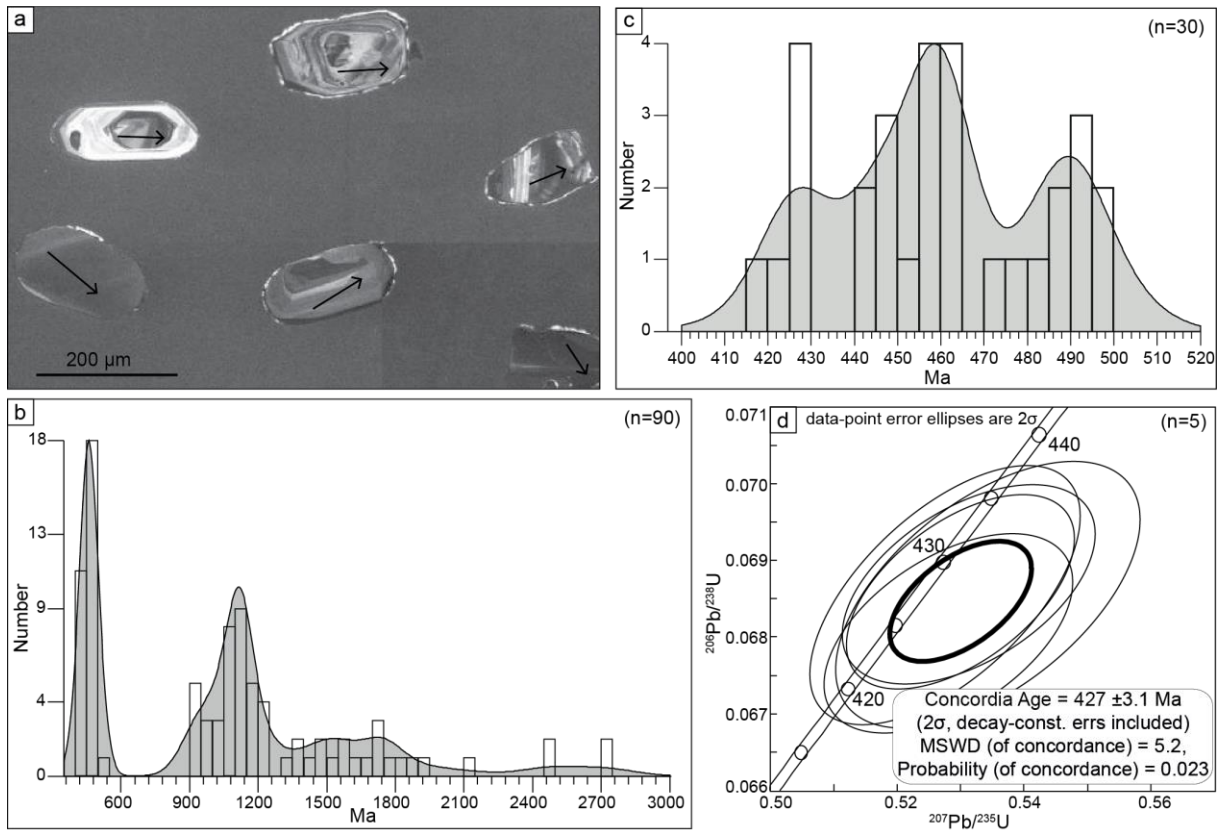 a
200 µm
b
(n=90)
18
13
9
4
0
Number
600
900
1200
1500
1800
2100
2400
2700
3000
Ma
c
(n=30)
4
3
2
1
0
Number
400
410
420
430
440
450
460
470
480
490
500
510
520
Ma
d
data-point error ellipses are 2σ
(n=5)
0.071
0.070
0.069
0.068
0.067
0.066
²⁰⁶Pb/²³⁸U
440
430
420
Concordia Age = 427 ±3.1 Ma
(2σ, decay-const. errs included)
MSWD (of concordance) = 5.2,
Probability (of concordance) = 0.023
0.50
0.52
0.54
0.56
²⁰⁷Pb/²³⁵U